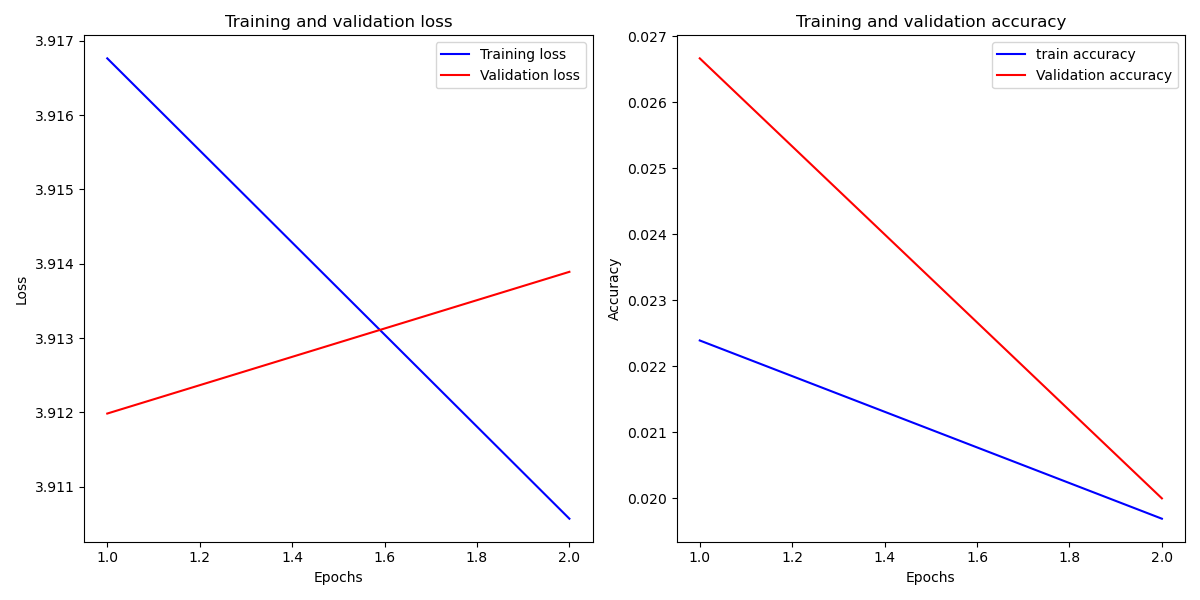 Training and validation loss
3.917
3.916
3.915
3.914
3.913
3.912
3.911
Loss
1.0 1.2 1.4 1.6 1.8 2.0
Epochs
Training loss
Validation loss
Training and validation accuracy
0.027
0.026
0.025
0.024
0.023
0.022
0.021
0.020
Accuracy
1.0 1.2 1.4 1.6 1.8 2.0
Epochs
train accuracy
Validation accuracy